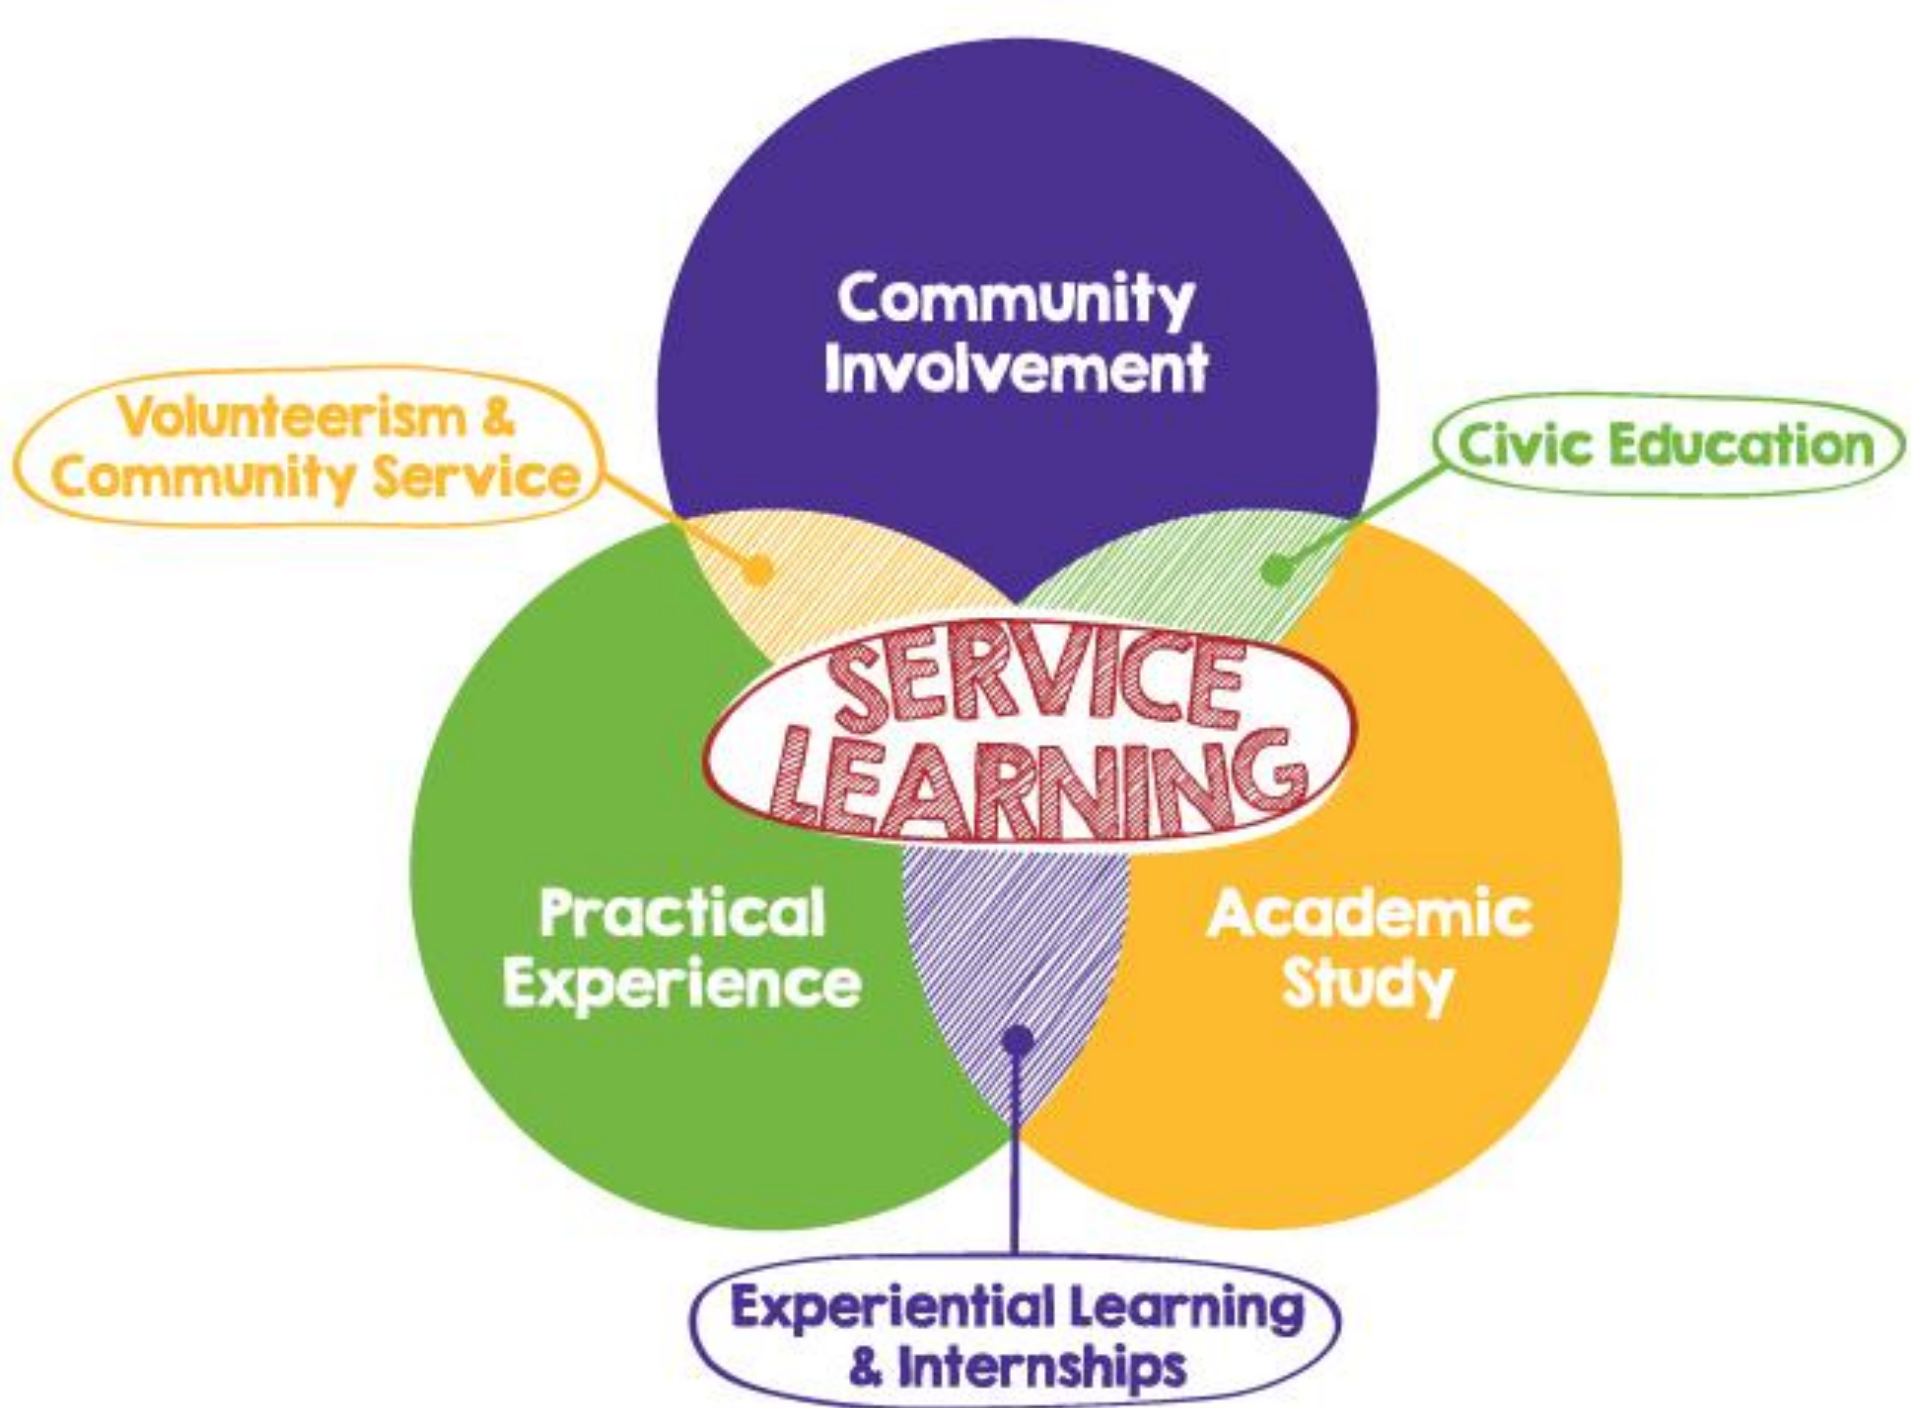 Community
Involvement
Volunteerism &
Community Service
Civic Education
SERVICE
LEARNING
Practical
Experience
Academic
Study
Experiential Learning
& Internships